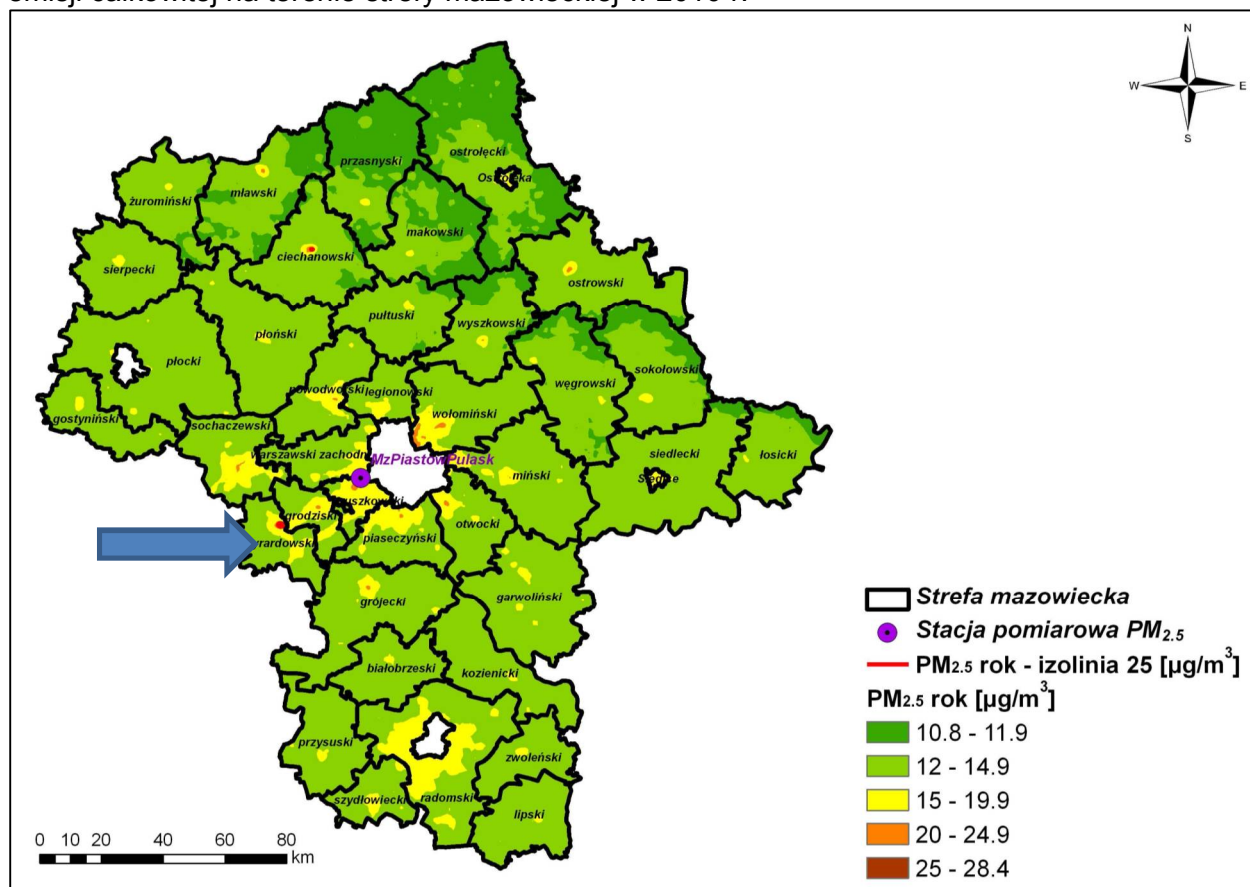 N
W E
S
ostrołęcki
przasnyski
Ostrołęka
mławski
żuromiński
makowski
ciechanowski
sierpecki
ostrowski
pułtuski
wyszkowski
płoński
płocki
sokołowski
węgrowski
nowodworski
legionowski
wołomiński
gostyniński
sochaczewski
warszawski zachodn
MzPiastowPulask
siedlecki
łosicki
miński
Siedlce
uszkows
grodziski
otwocki
yrardowski
piaseczyński
grójecki
garwoliński
białobrzeski
kozienicki
przysuski
zwoleński
szydłowiecki
radomski
lipski
Strefa mazowiecka
Stacja pomiarowa PM2.5
PM2.5 rok - izolinia 25 [µg/m³]
PM2.5 rok [µg/m³]
10.8 - 11.9
12 - 14.9
15 - 19.9
20 - 24.9
25 - 28.4
0 10 20 40 60 80
km